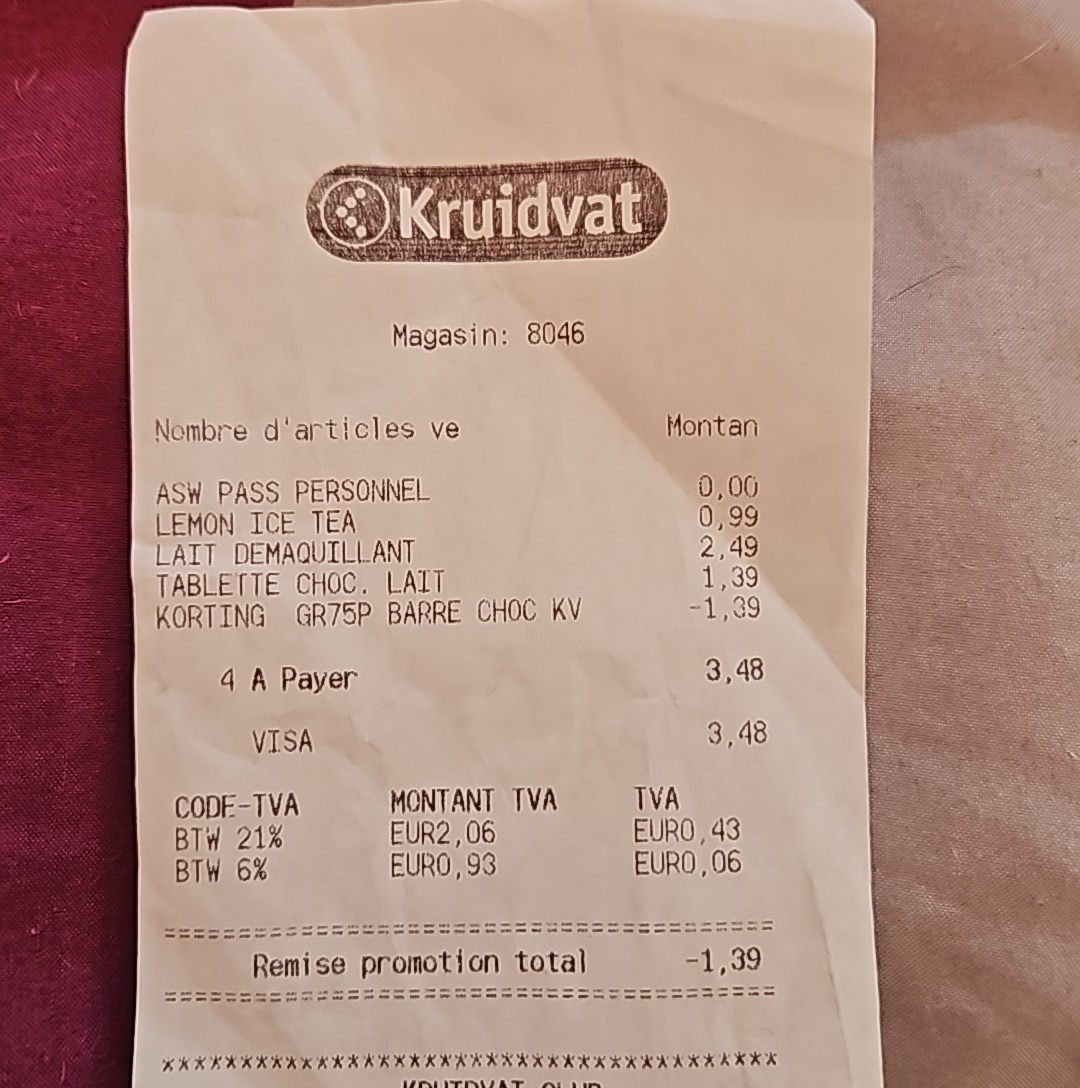 Kruidvat
Magasin: 8046
Nombre d'articles ve Montan
ASW PASS PERSONNEL 0,00
LEMON ICE TEA 0,99
LAIT DEMAQUILLANT 2,49
TABLETTE CHOC. LAIT 1,39
KORTING GR75P BARRE CHOC KV -1,39
4 A Payer 3,48
VISA 3,48
CODE-TVA MONTANT TVA TVA
BTW 21% EUR2,06 EUR0,43
BTW 6% EUR0,93 EUR0,06
========================================
Remise promotion total -1,39
========================================
****************************************
KRUIDVAT CLUB